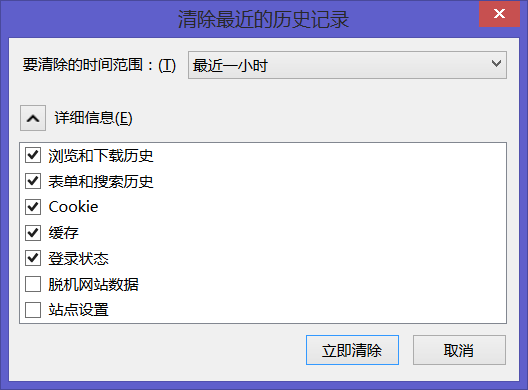 清除最近的历史记录
要清除的时间范围：(T) 最近一小时
详细信息(E)
浏览和下载历史
表单和搜索历史
Cookie
缓存
登录状态
脱机网站数据
站点设置
立即清除 取消